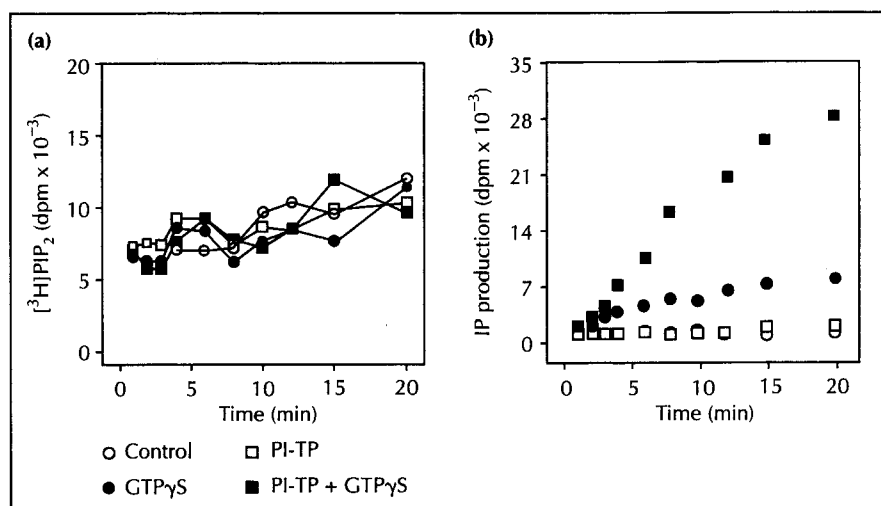 (a)
20
15
10
5
0
[³H]PIP₂ (dpm x 10⁻³)
0 5 10 15 20
Time (min)
(b)
35
28
21
14
7
0
IP production (dpm x 10⁻³)
0 5 10 15 20
Time (min)
○ Control □ PI-TP
● GTPγS ■ PI-TP + GTPγS